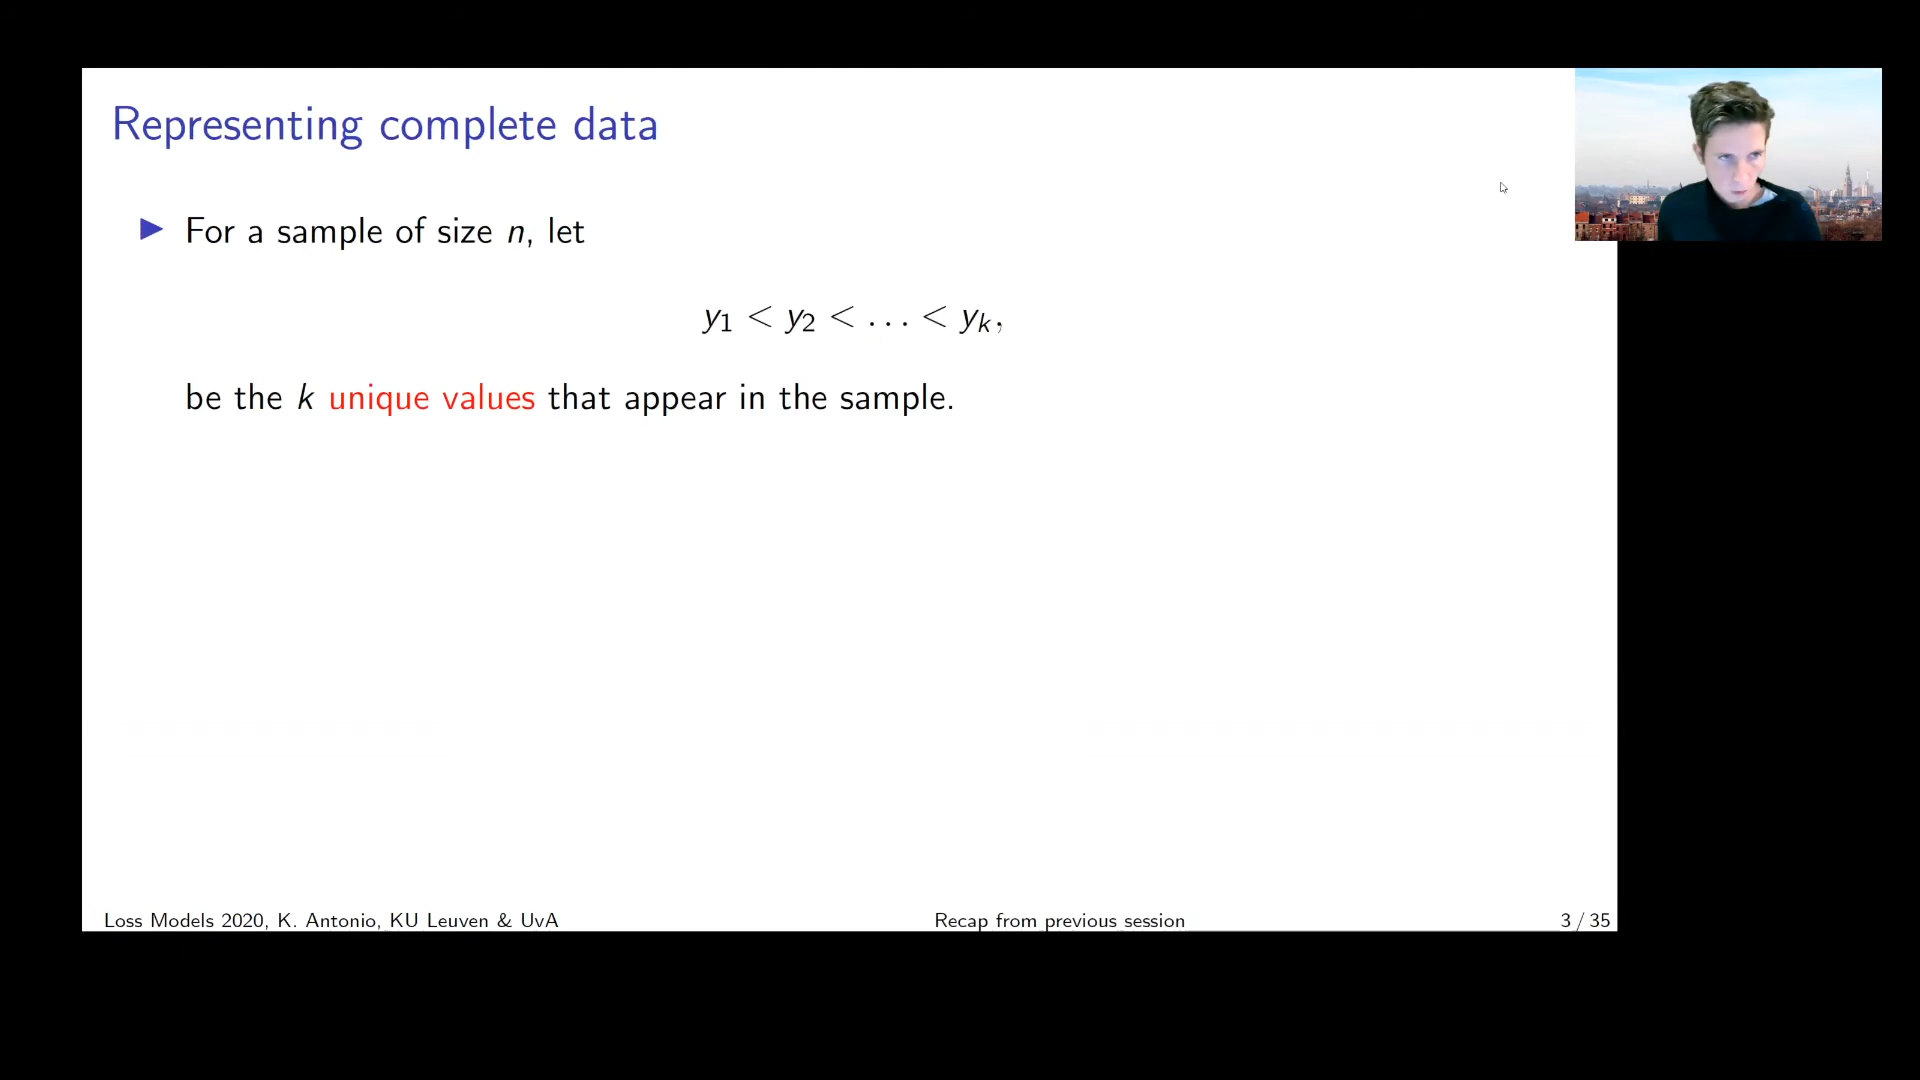 Representing complete data
▶ For a sample of size n, let
y₁ < y₂ < . . . < yₖ,
be the k unique values that appear in the sample.
Loss Models 2020, K. Antonio, KU Leuven & UvA
Recap from previous session
3 / 35